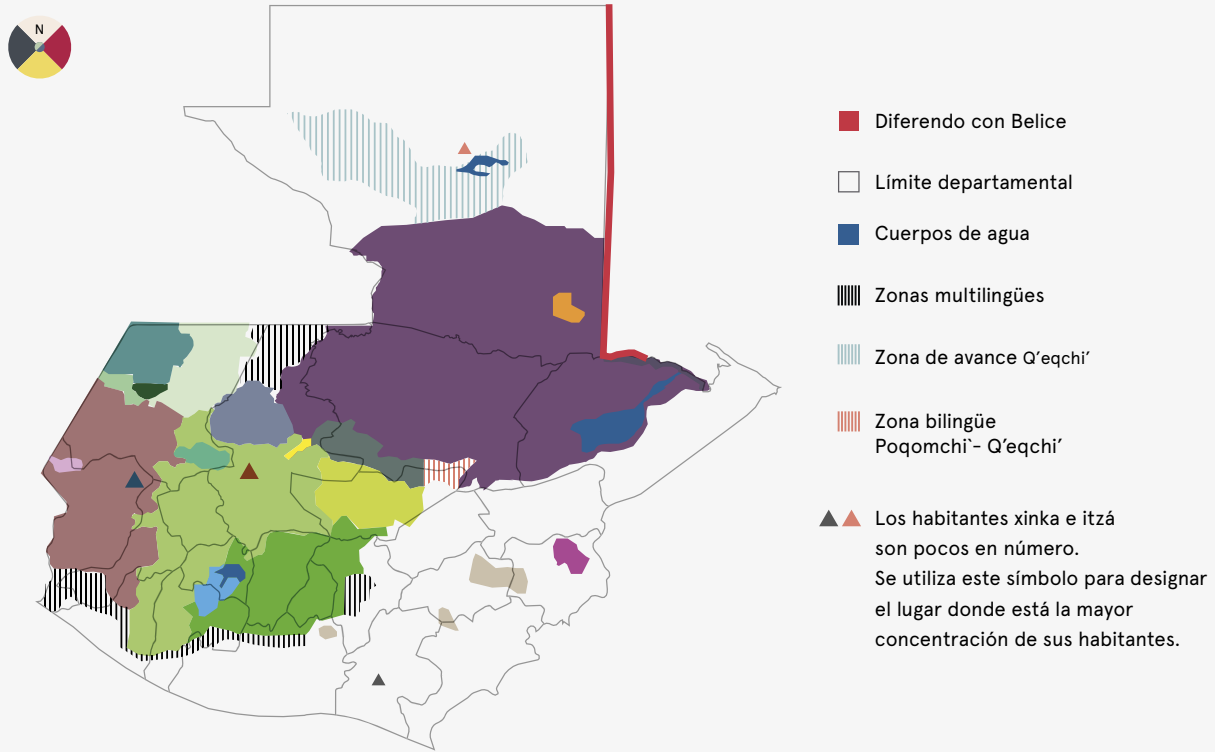 N
Diferendo con Belice
Límite departamental
Cuerpos de agua
Zonas multilingües
Zona de avance Q’eqchi’
Zona bilingüe
Poqomchi`- Q’eqchi’
Los habitantes xinka e itzá
son pocos en número.
Se utiliza este símbolo para designar
el lugar donde está la mayor
concentración de sus habitantes.